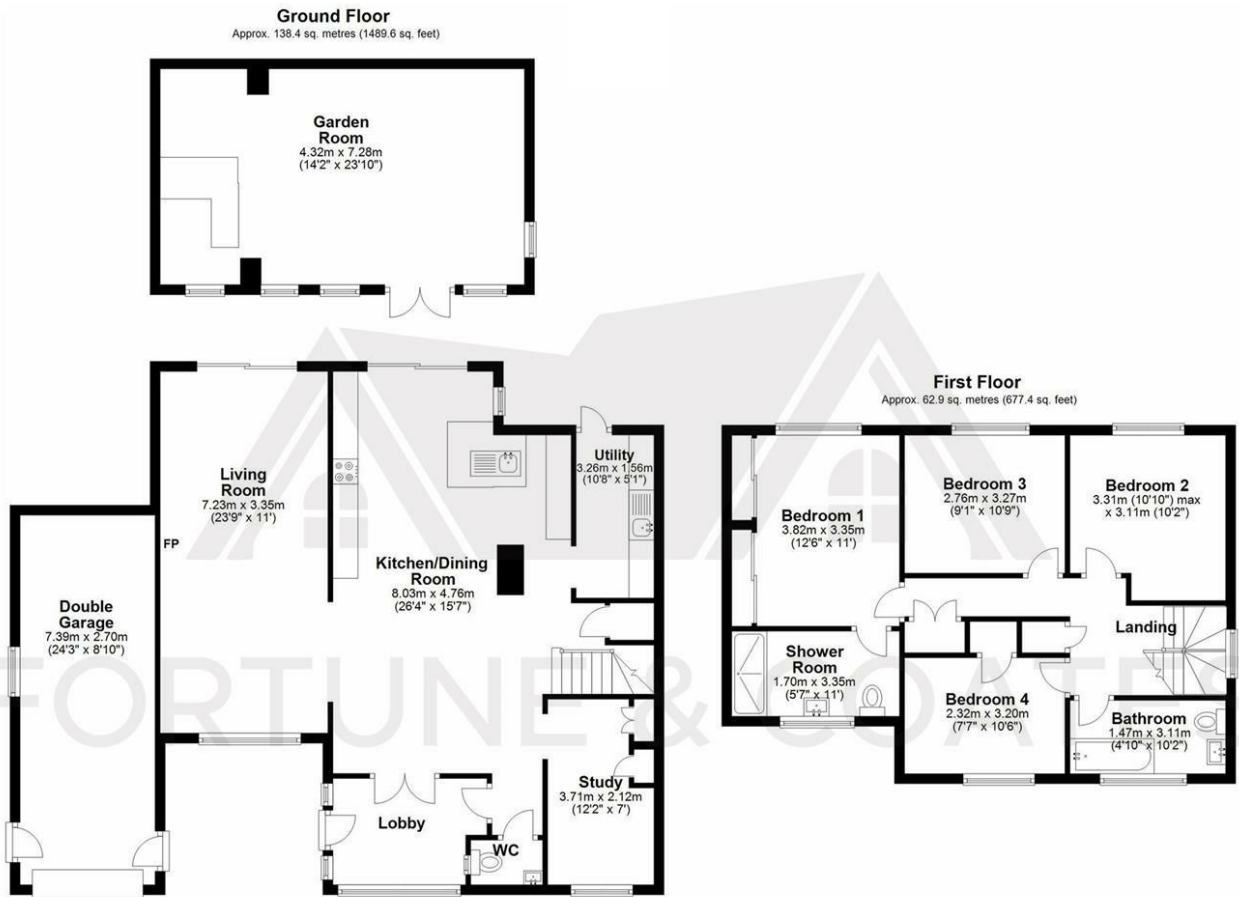 Ground Floor
Approx. 138.4 sq. metres (1489.6 sq. feet)
Garden
Room
4.32m x 7.28m
(14'2" x 23'10")
Living
Room
7.23m x 3.35m
(23'9" x 11')
FP
Kitchen/Dining
Room
8.03m x 4.76m
(26'4" x 15'7")
Utility
3.26m x 1.56m
(10'8" x 5'1")
Double
Garage
7.39m x 2.70m
(24'3" x 8'10")
Lobby
WC
Study
3.71m x 2.12m
(12'2" x 7')
First Floor
Approx. 62.9 sq. metres (677.4 sq. feet)
Bedroom 1
3.82m x 3.35m
(12'6" x 11')
Bedroom 3
2.76m x 3.27m
(9'1" x 10'9")
Bedroom 2
3.31m (10'10") max
x 3.11m (10'2")
Landing
Shower
Room
1.70m x 3.35m
(5'7" x 11')
Bedroom 4
2.32m x 3.20m
(7'7" x 10'6")
Bathroom
1.47m x 3.11m
(4'10" x 10'2")
FORTUNE & COATES